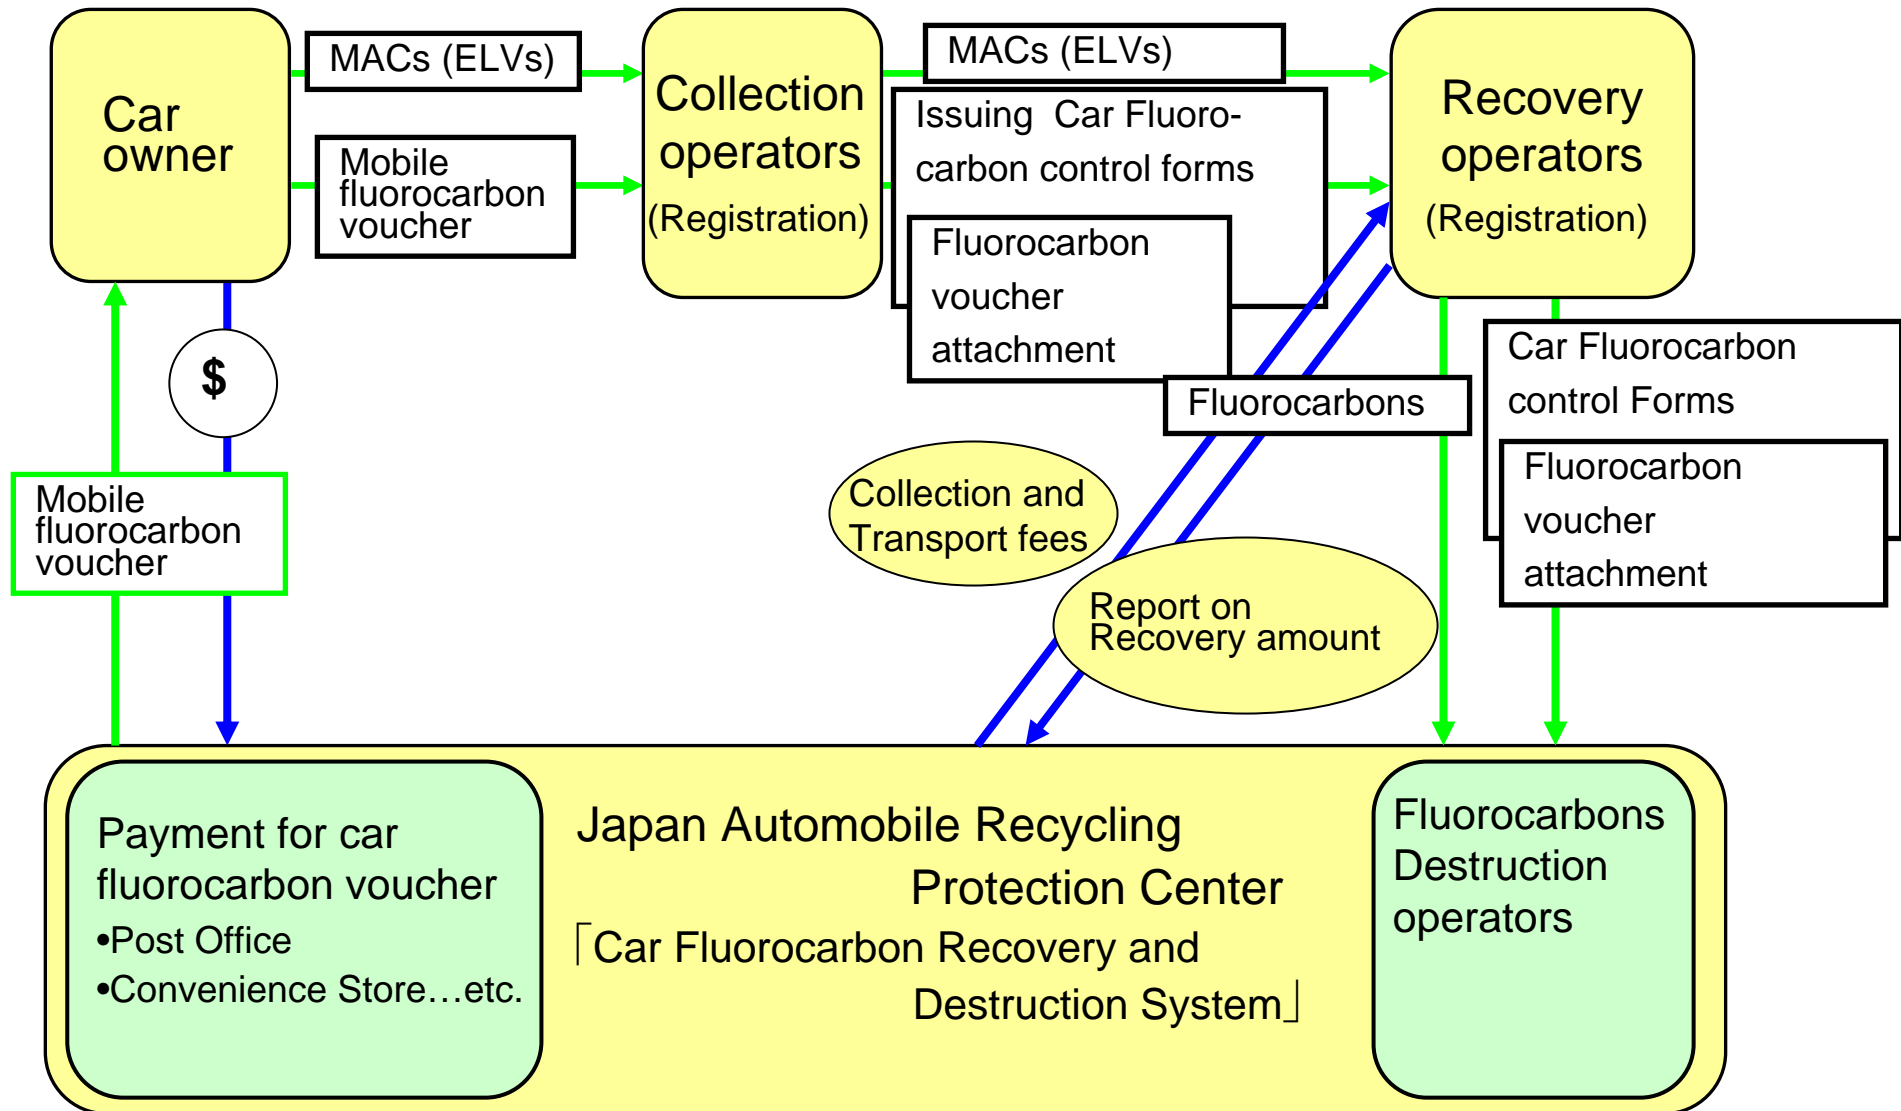 Car
owner
MACs (ELVs)
Mobile
fluorocarbon
voucher
Collection
operators
(Registration)
MACs (ELVs)
Issuing  Car Fluoro-
carbon control forms
Fluorocarbon
voucher
attachment
Recovery
operators
(Registration)
$
Mobile
fluorocarbon
voucher
Fluorocarbons
Car Fluorocarbon
control Forms
Fluorocarbon
voucher
attachment
Collection and
Transport fees
Report on
Recovery amount
Payment for car
fluorocarbon voucher
•Post Office
•Convenience Store…etc.
Japan Automobile Recycling
Protection Center
「Car Fluorocarbon Recovery and
Destruction System」
Fluorocarbons
Destruction
operators